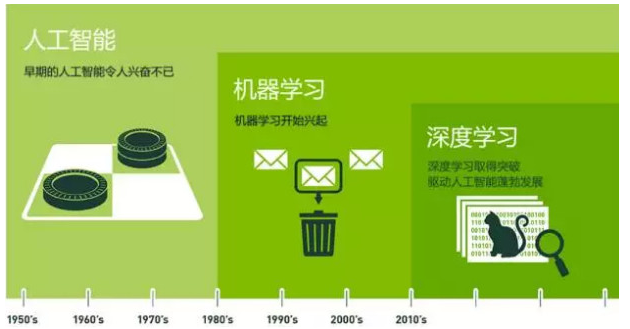 人工智能
早期的人工智能令人兴奋不已
机器学习
机器学习开始兴起
深度学习
深度学习取得突破
驱动人工智能蓬勃发展
1950's
1960's
1970's
1980's
1990's
2000's
2010's